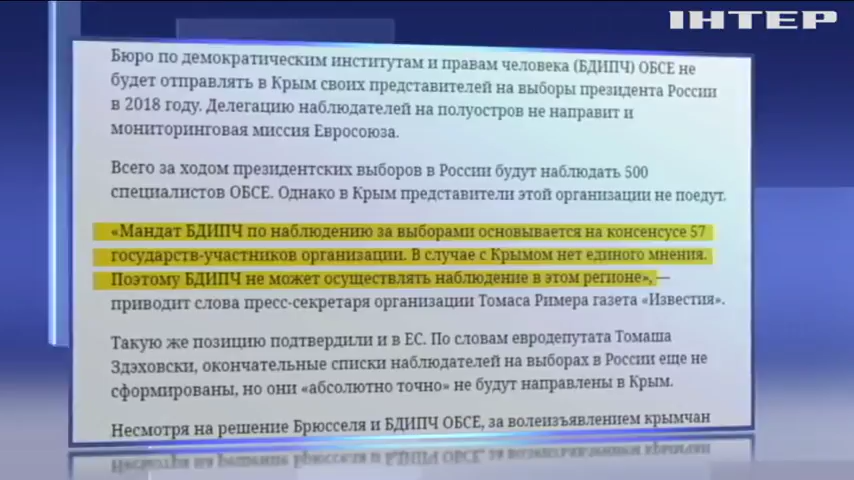 ІНТЕР
Бюро по демократическим институтам и правам человека (БДИПЧ) ОБСЕ не
будет отправлять в Крым своих представителей на выборы президента России
в 2018 году. Делегацию наблюдателей на полуостров не направит и
мониторинговая миссия Евросоюза.
Всего за ходом президентских выборов в России будут наблюдать 500
специалистов ОБСЕ. Однако в Крым представители этой организации не поедут.
«Мандат БДИПЧ по наблюдению за выборами основывается на консенсусе 57
государств-участников организации. В случае с Крымом нет единого мнения.
Поэтому БДИПЧ не может осуществлять наблюдение в этом регионе», —
приводит слова пресс-секретаря организации Томаса Римера газета «Известия».
Такую же позицию подтвердили и в ЕС. По словам евродепутата Томаша
Здэховски, окончательные списки наблюдателей на выборах в России еще не
сформированы, но они «абсолютно точно» не будут направлены в Крым.
Несмотря на решение Брюсселя и БДИПЧ ОБСЕ, за волеизъявлением крымчан